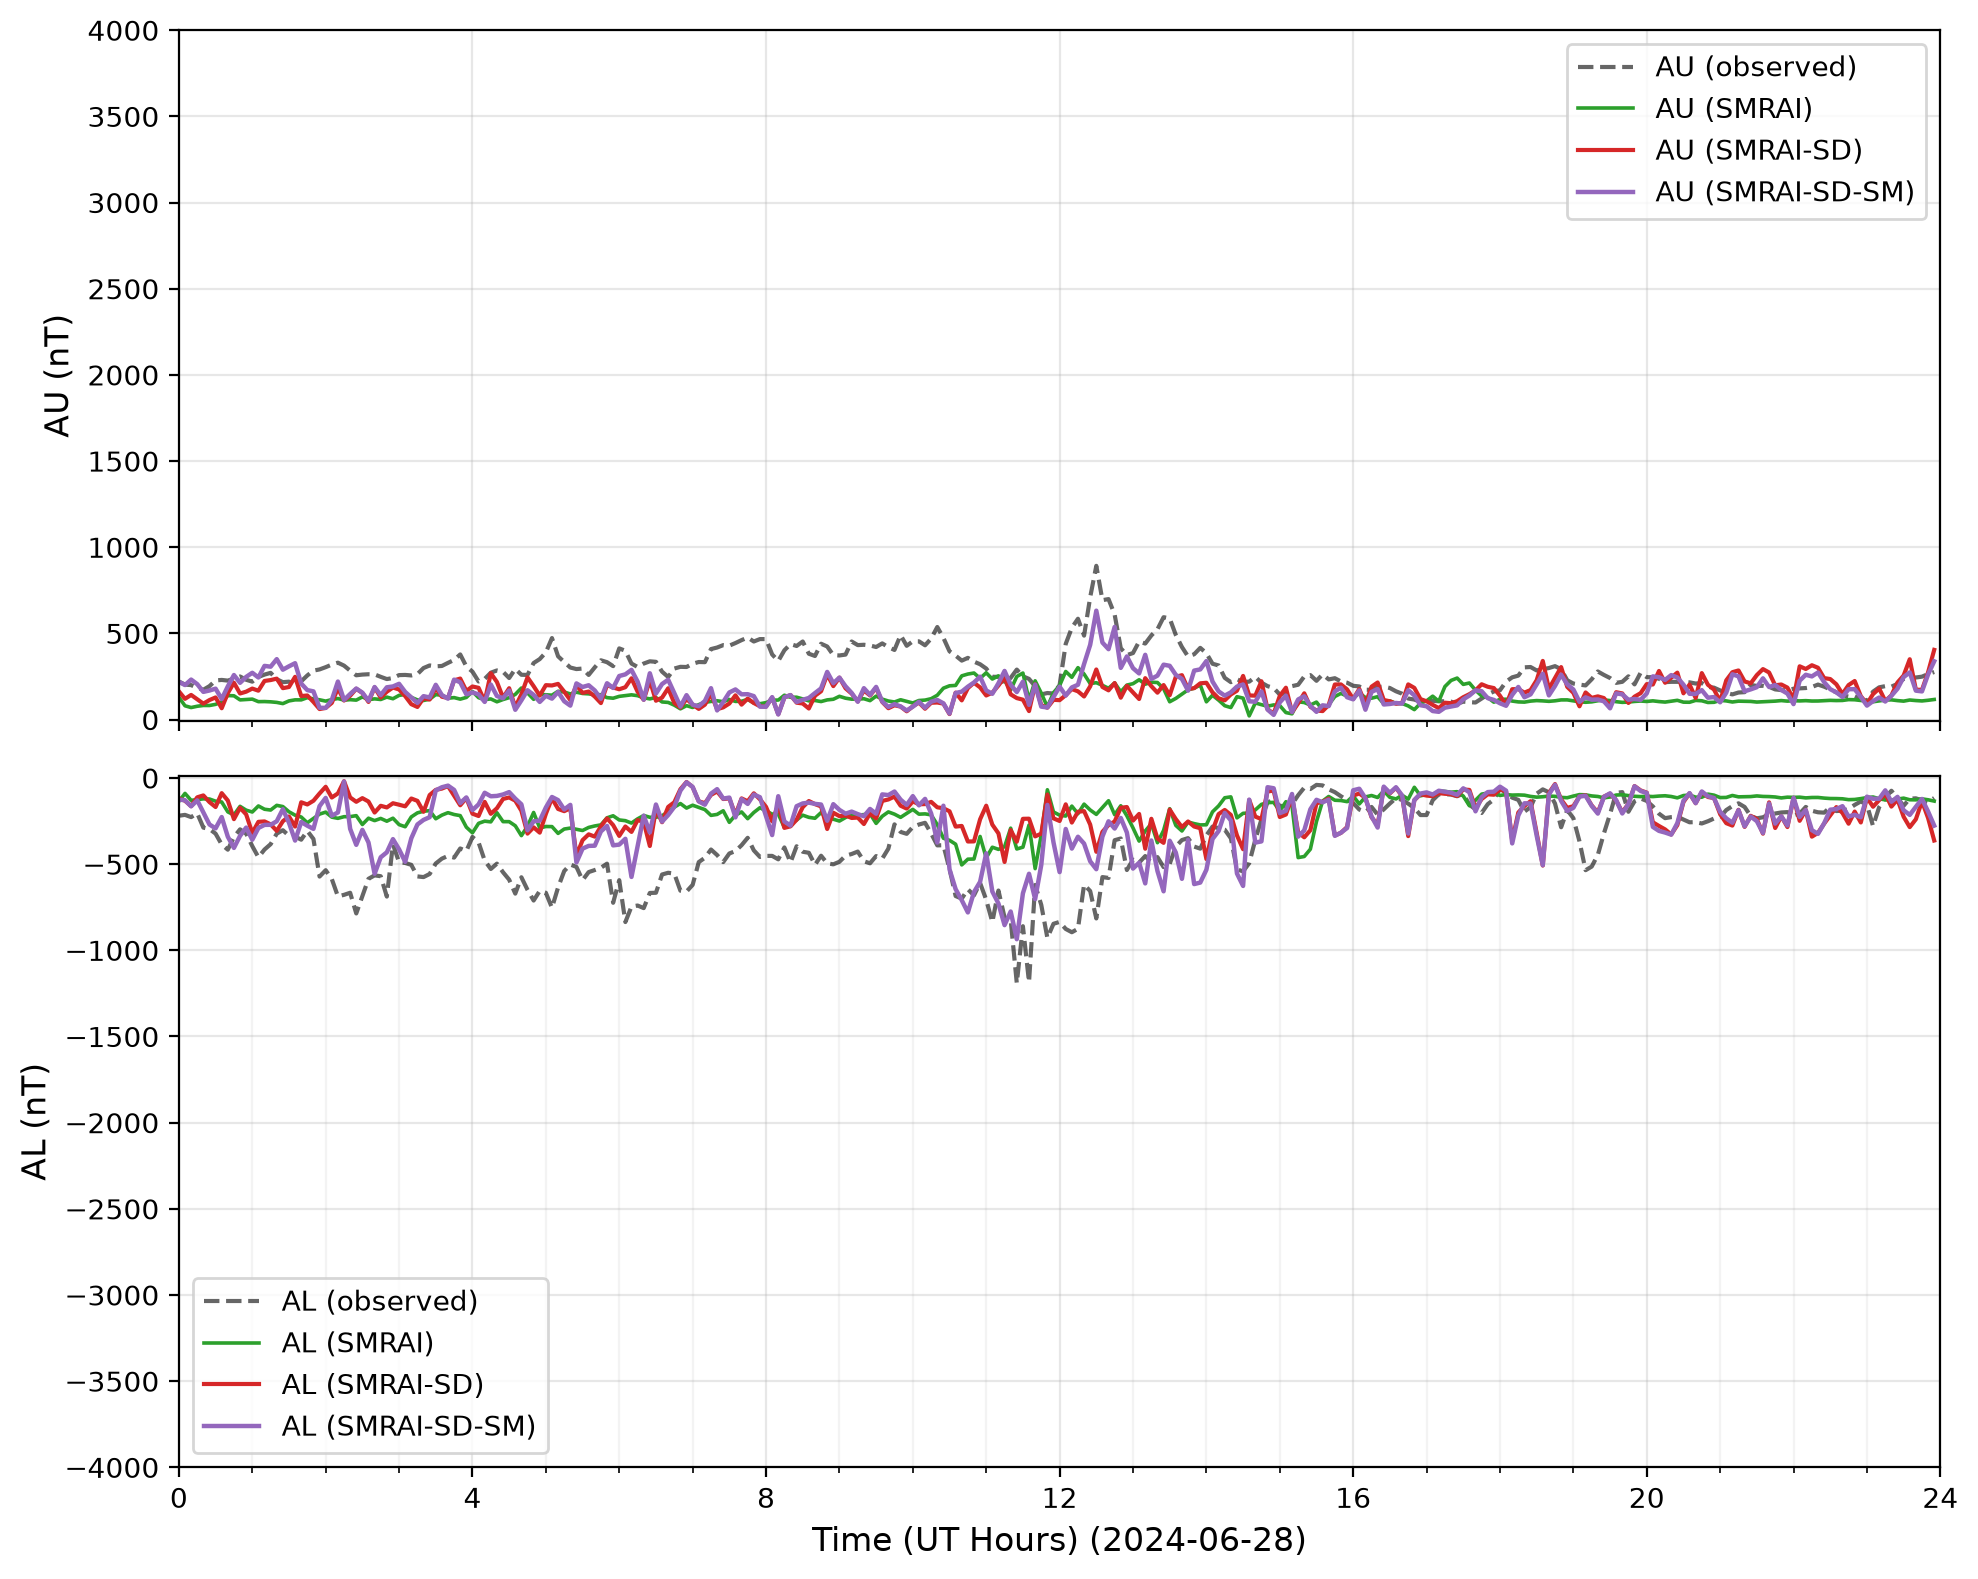 4000
3500
3000
2500
2000
1500
1000
500
0
AU (nT)
AU (observed)
AU (SMRAI)
AU (SMRAI-SD)
AU (SMRAI-SD-SM)
0
−500
−1000
−1500
−2000
−2500
−3000
−3500
−4000
AL (nT)
AL (observed)
AL (SMRAI)
AL (SMRAI-SD)
AL (SMRAI-SD-SM)
0 4 8 12 16 20 24
Time (UT Hours) (2024-06-28)